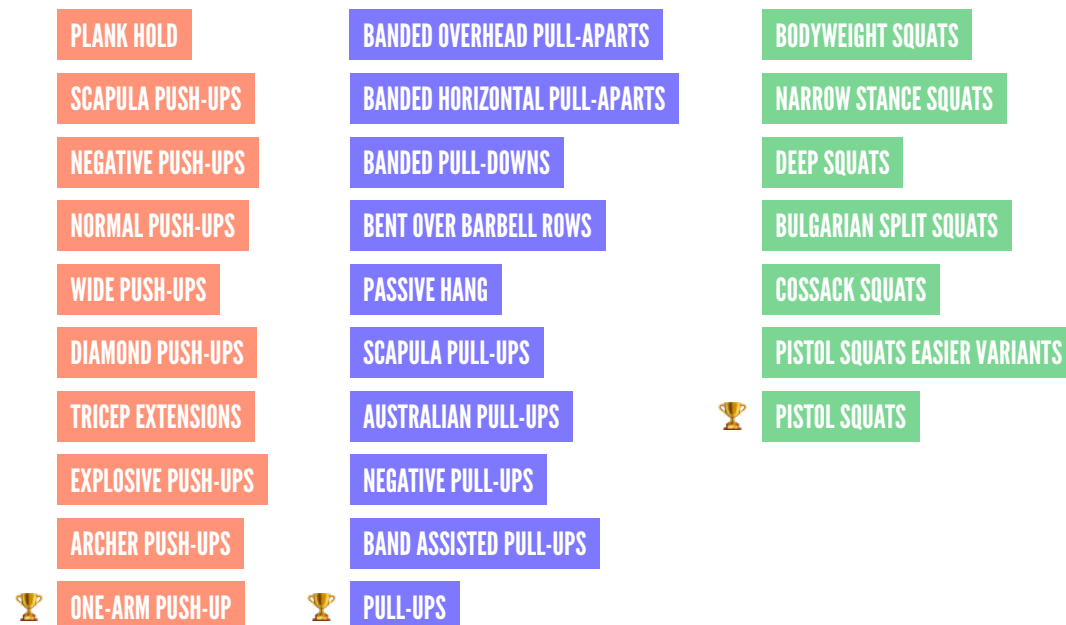 PLANK HOLD
SCAPULA PUSH-UPS
NEGATIVE PUSH-UPS
NORMAL PUSH-UPS
WIDE PUSH-UPS
DIAMOND PUSH-UPS
TRICEP EXTENSIONS
EXPLOSIVE PUSH-UPS
ARCHER PUSH-UPS
ONE-ARM PUSH-UP
BANDED OVERHEAD PULL-APARTS
BANDED HORIZONTAL PULL-APARTS
BANDED PULL-DOWNS
BENT OVER BARBELL ROWS
PASSIVE HANG
SCAPULA PULL-UPS
AUSTRALIAN PULL-UPS
NEGATIVE PULL-UPS
BAND ASSISTED PULL-UPS
PULL-UPS
BODYWEIGHT SQUATS
NARROW STANCE SQUATS
DEEP SQUATS
BULGARIAN SPLIT SQUATS
COSSACK SQUATS
PISTOL SQUATS EASIER VARIANTS
PISTOL SQUATS